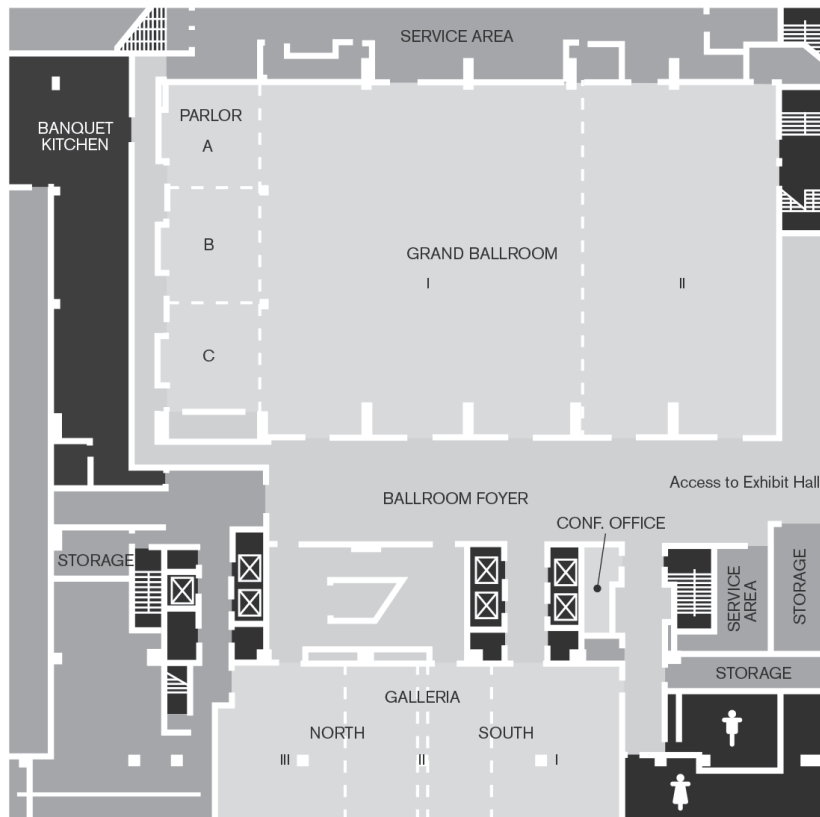 SERVICE AREA
PARLOR
A
BANQUET
KITCHEN
B
GRAND BALLROOM
I
II
C
Access to Exhibit Hall
BALLROOM FOYER
CONF. OFFICE
STORAGE
SERVICE
AREA
STORAGE
STORAGE
GALLERIA
NORTH
SOUTH
III
II
I